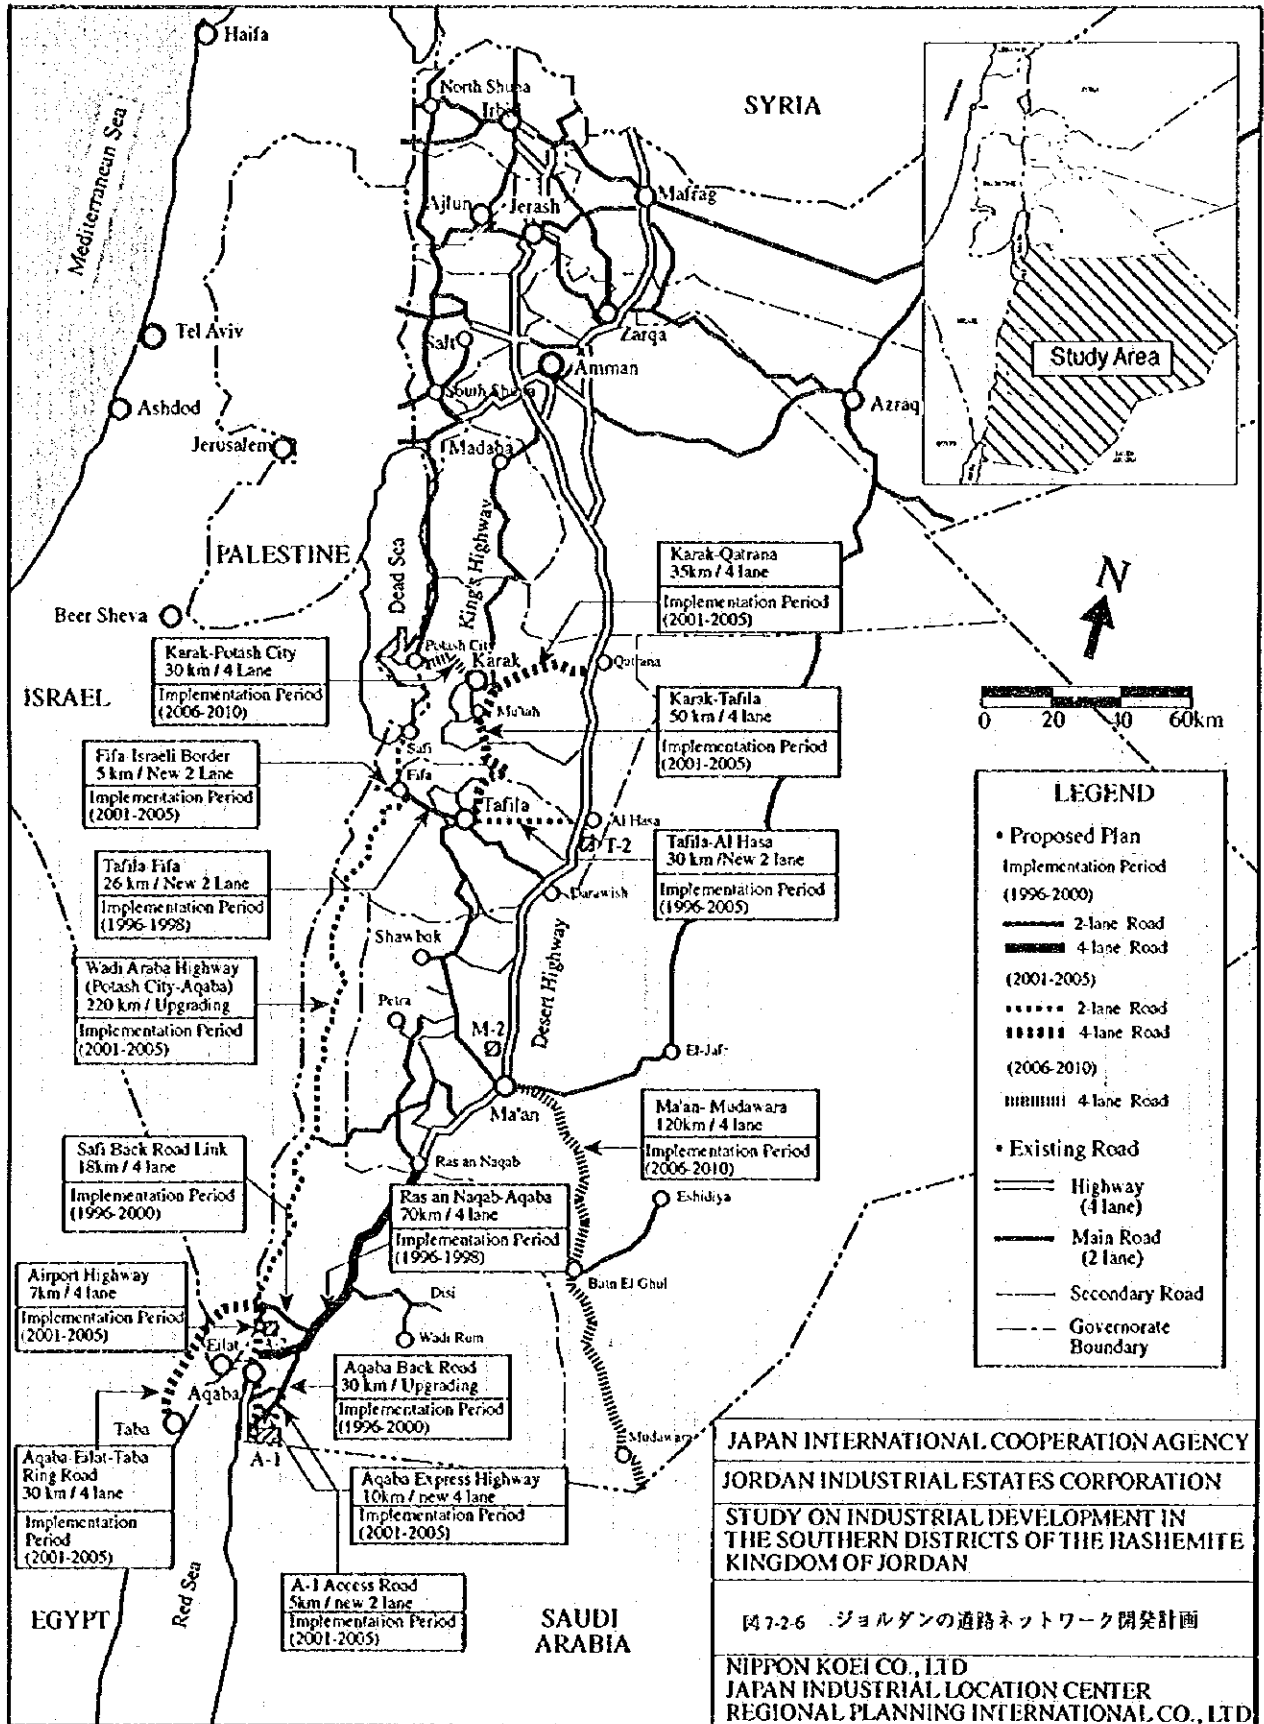 Haifa
North Shuna
Irbid
SYRIA
Mediterranean Sea
Ajlun
Jerash
Mafraq
Tel Aviv
Salt
Zarqa
Amman
South Shuna
Ashdod
Azraq
Jerusalem
Madaba
Study Area
PALESTINE
Dead Sea
King's Highway
N
Beer Sheva
Karak-Qatrana
35km / 4 lane
Implementation Period
(2001-2005)
Potash City
Karak
Qatrana
Karak-Potash City
30 km / 4 Lane
Implementation Period
(2006-2010)
ISRAEL
Mu'tah
Karak-Tafila
50 km / 4 lane
Implementation Period
(2001-2005)
0 20 40 60km
Safi
Fifa-Israeli Border
5 km / New 2 Lane
Implementation Period
(2001-2005)
Fifa
Tafila
Al Hasa
T-2
Tafila-Al Hasa
30 km /New 2 lane
Implementation Period
(1996-2005)
Tafila-Fifa
26 km / New 2 Lane
Implementation Period
(1996-1998)
Darawish
Shawbok
Wadi Araba Highway
(Potash City-Aqaba)
220 km / Upgrading
Implementation Period
(2001-2005)
Petra
M-2
Desert Highway
El-Jafr
Ma'an
Ma'an- Mudawara
120km / 4 lane
Implementation Period
(2006-2010)
Safi Back Road Link
18km / 4 lane
Implementation Period
(1996-2000)
Ras an Naqab
Ras an Naqab-Aqaba
70km / 4 lane
Implementation Period
(1996-1998)
Eshidiya
Batn El Ghul
Airport Highway
7km / 4 lane
Implementation Period
(2001-2005)
Disi
Wadi Rum
Eilat
Aqaba
Aqaba Back Road
30 km / Upgrading
Implementation Period
(1996-2000)
Taba
A-1
Mudawara
Aqaba-Eilat-Taba
Ring Road
30 km / 4 lane
Implementation
Period
(2001-2005)
Aqaba Express Highway
10km / new 4 lane
Implementation Period
(2001-2005)
A-1 Access Road
5km / new 2 lane
Implementation Period
(2001-2005)
EGYPT
Red Sea
SAUDI
ARABIA
LEGEND
• Proposed Plan
Implementation Period
(1996-2000)
2-lane Road
4-lane Road
(2001-2005)
2-lane Road
4-lane Road
(2006-2010)
4-lane Road
• Existing Road
Highway
(4 lane)
Main Road
(2 lane)
Secondary Road
Governorate
Boundary
JAPAN INTERNATIONAL COOPERATION AGENCY
JORDAN INDUSTRIAL ESTATES CORPORATION
STUDY ON INDUSTRIAL DEVELOPMENT IN
THE SOUTHERN DISTRICTS OF THE HASHEMITE
KINGDOM OF JORDAN
図7-2-6 ジョルダンの道路ネットワーク開発計画
NIPPON KOEI CO., LTD
JAPAN INDUSTRIAL LOCATION CENTER
REGIONAL PLANNING INTERNATIONAL CO., LTD